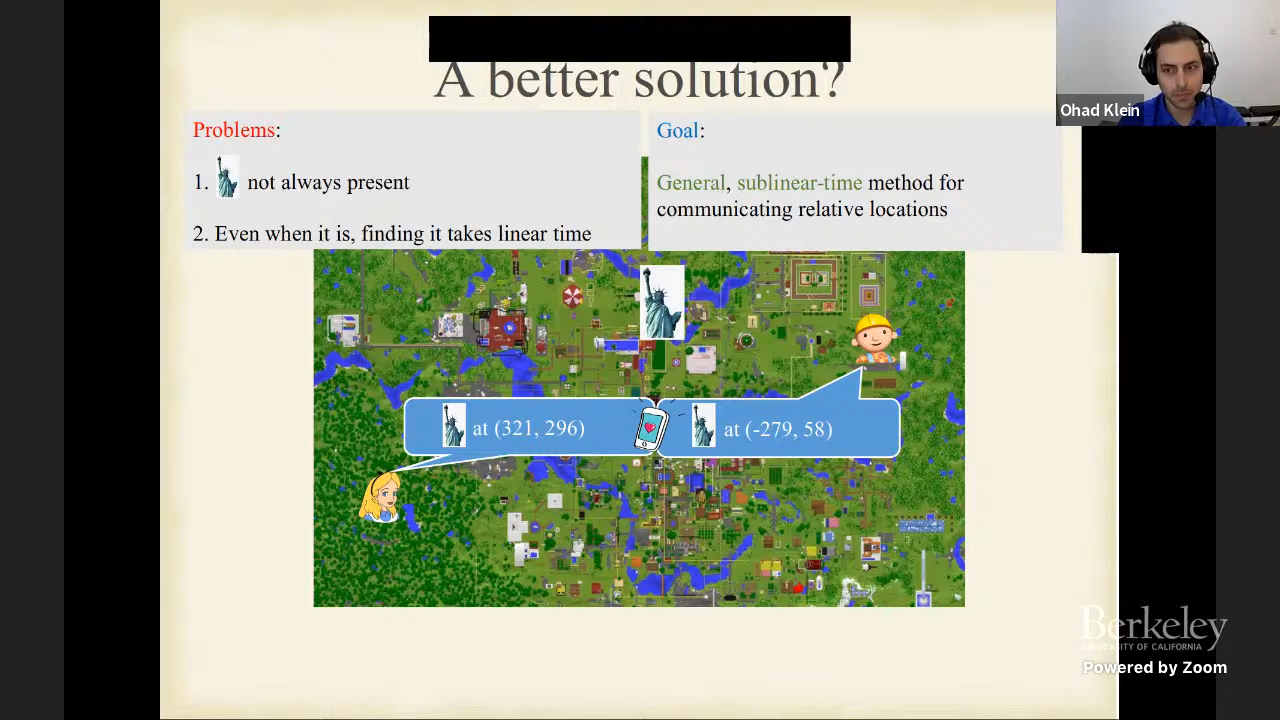 A better solution?
Ohad Klein
Problems:
1. not always present
2. Even when it is, finding it takes linear time
Goal:
General, sublinear-time method for
communicating relative locations
at (321, 296)
at (-279, 58)
Berkeley
UNIVERSITY OF CALIFORNIA
Powered by Zoom